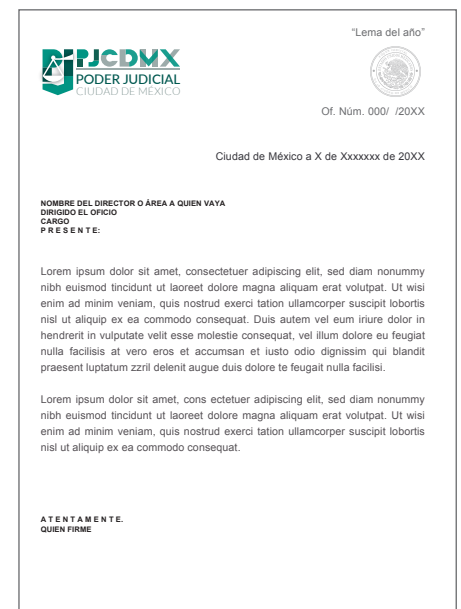 “Lema del año”
PJCDMX
PODER JUDICIAL
CIUDAD DE MÉXICO
Of. Núm. 000/ /20XX
Ciudad de México a X de Xxxxxxx de 20XX
NOMBRE DEL DIRECTOR O ÁREA A QUIEN VAYA
DIRIGIDO EL OFICIO
CARGO
P R E S E N T E:
Lorem ipsum dolor sit amet, consectetuer adipiscing elit, sed diam nonummy
nibh euismod tincidunt ut laoreet dolore magna aliquam erat volutpat. Ut wisi
enim ad minim veniam, quis nostrud exerci tation ullamcorper suscipit lobortis
nisl ut aliquip ex ea commodo consequat. Duis autem vel eum iriure dolor in
hendrerit in vulputate velit esse molestie consequat, vel illum dolore eu feugiat
nulla facilisis at vero eros et accumsan et iusto odio dignissim qui blandit
praesent luptatum zzril delenit augue duis dolore te feugait nulla facilisi.
Lorem ipsum dolor sit amet, cons ectetuer adipiscing elit, sed diam nonummy
nibh euismod tincidunt ut laoreet dolore magna aliquam erat volutpat. Ut wisi
enim ad minim veniam, quis nostrud exerci tation ullamcorper suscipit lobortis
nisl ut aliquip ex ea commodo consequat.
A T E N T A M E N T E.
QUIEN FIRME